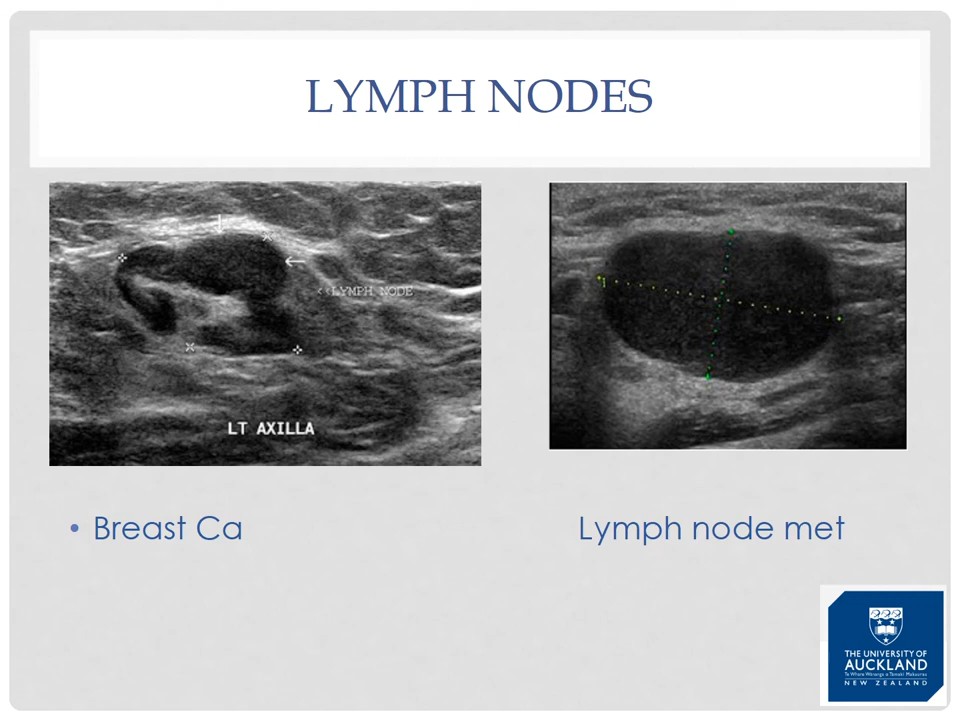 LYMPH NODES
<<LYMPH NODE
LT AXILLA
• Breast Ca
Lymph node met
THE UNIVERSITY OF
AUCKLAND
Te Whare Wānanga o Tāmaki Makaurau
NEW ZEALAND